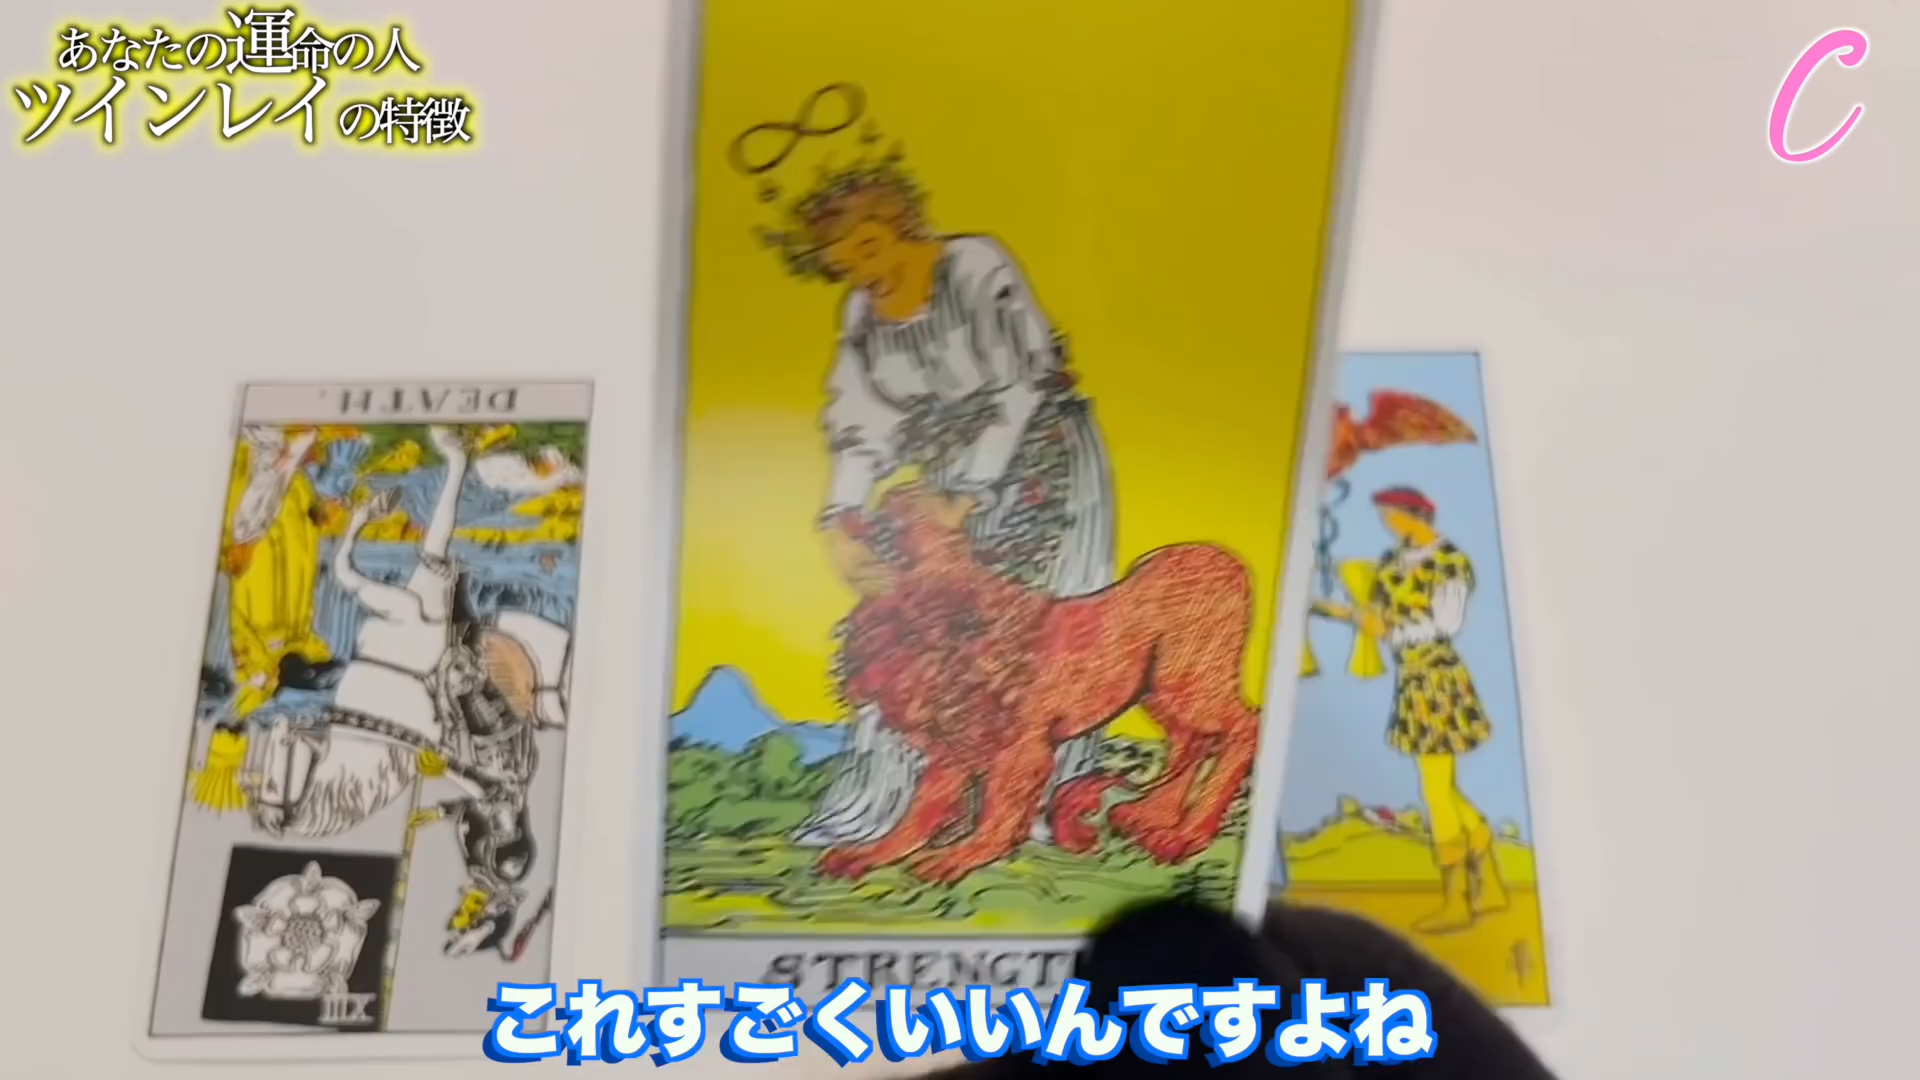 あなたの運命の人
ツインレイの特徴
C
DEATH.
XIII
STRENGT
これすごくいいんですよね